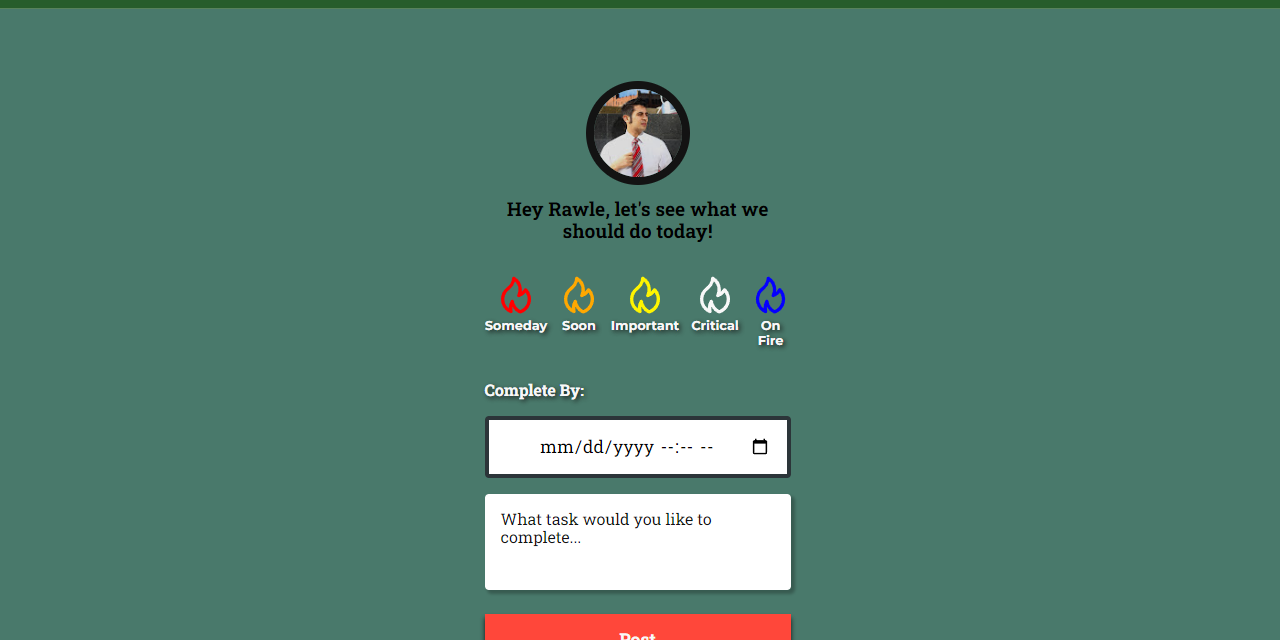 Hey Rawle, let's see what we
should do today!
Someday Soon Important Critical On
Fire
Complete By:
mm/dd/yyyy --:-- --
What task would you like to
complete...
Post